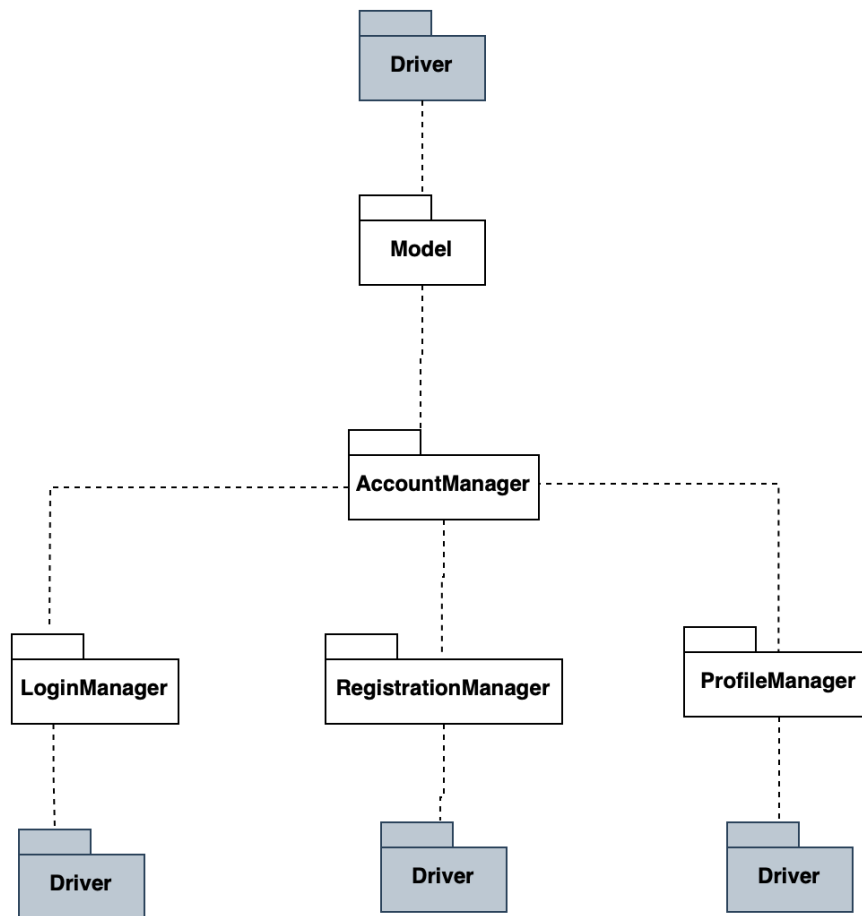 Driver
Model
AccountManager
LoginManager
RegistrationManager
ProfileManager
Driver
Driver
Driver